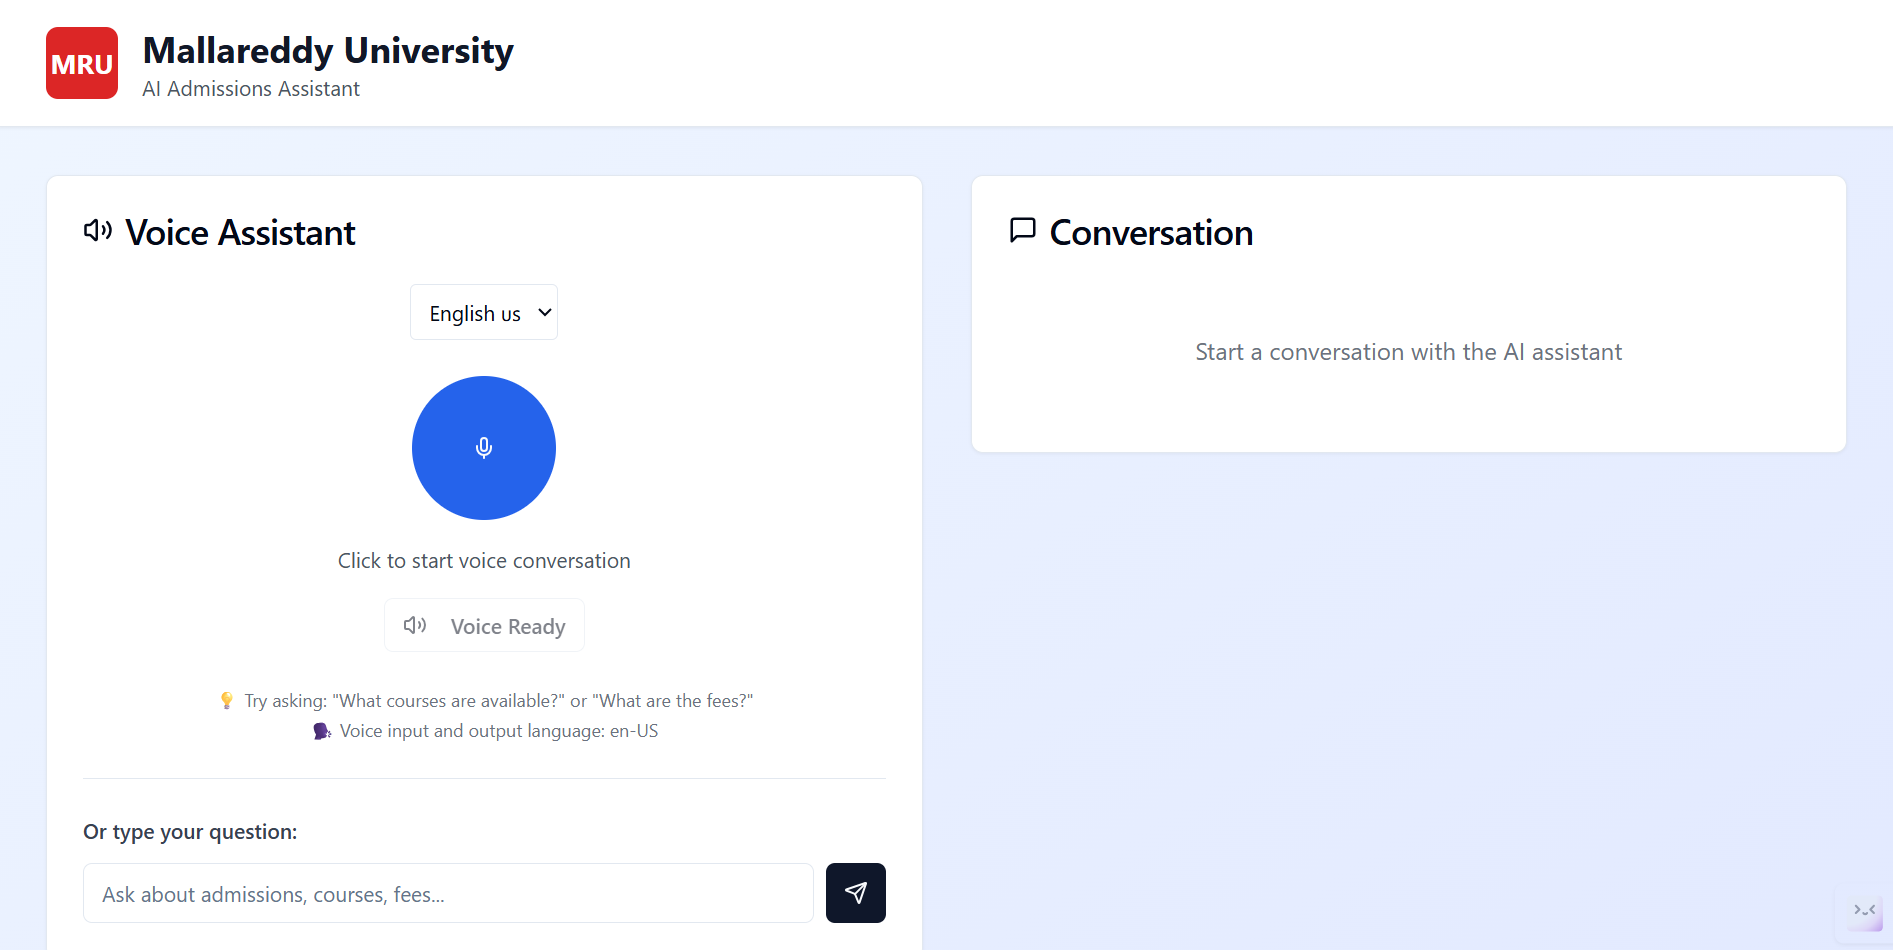 MRU
Mallareddy University
AI Admissions Assistant
Voice Assistant
English us
Click to start voice conversation
Voice Ready
💡 Try asking: "What courses are available?" or "What are the fees?"
🗣 Voice input and output language: en-US
Or type your question:
Ask about admissions, courses, fees...
Conversation
Start a conversation with the AI assistant